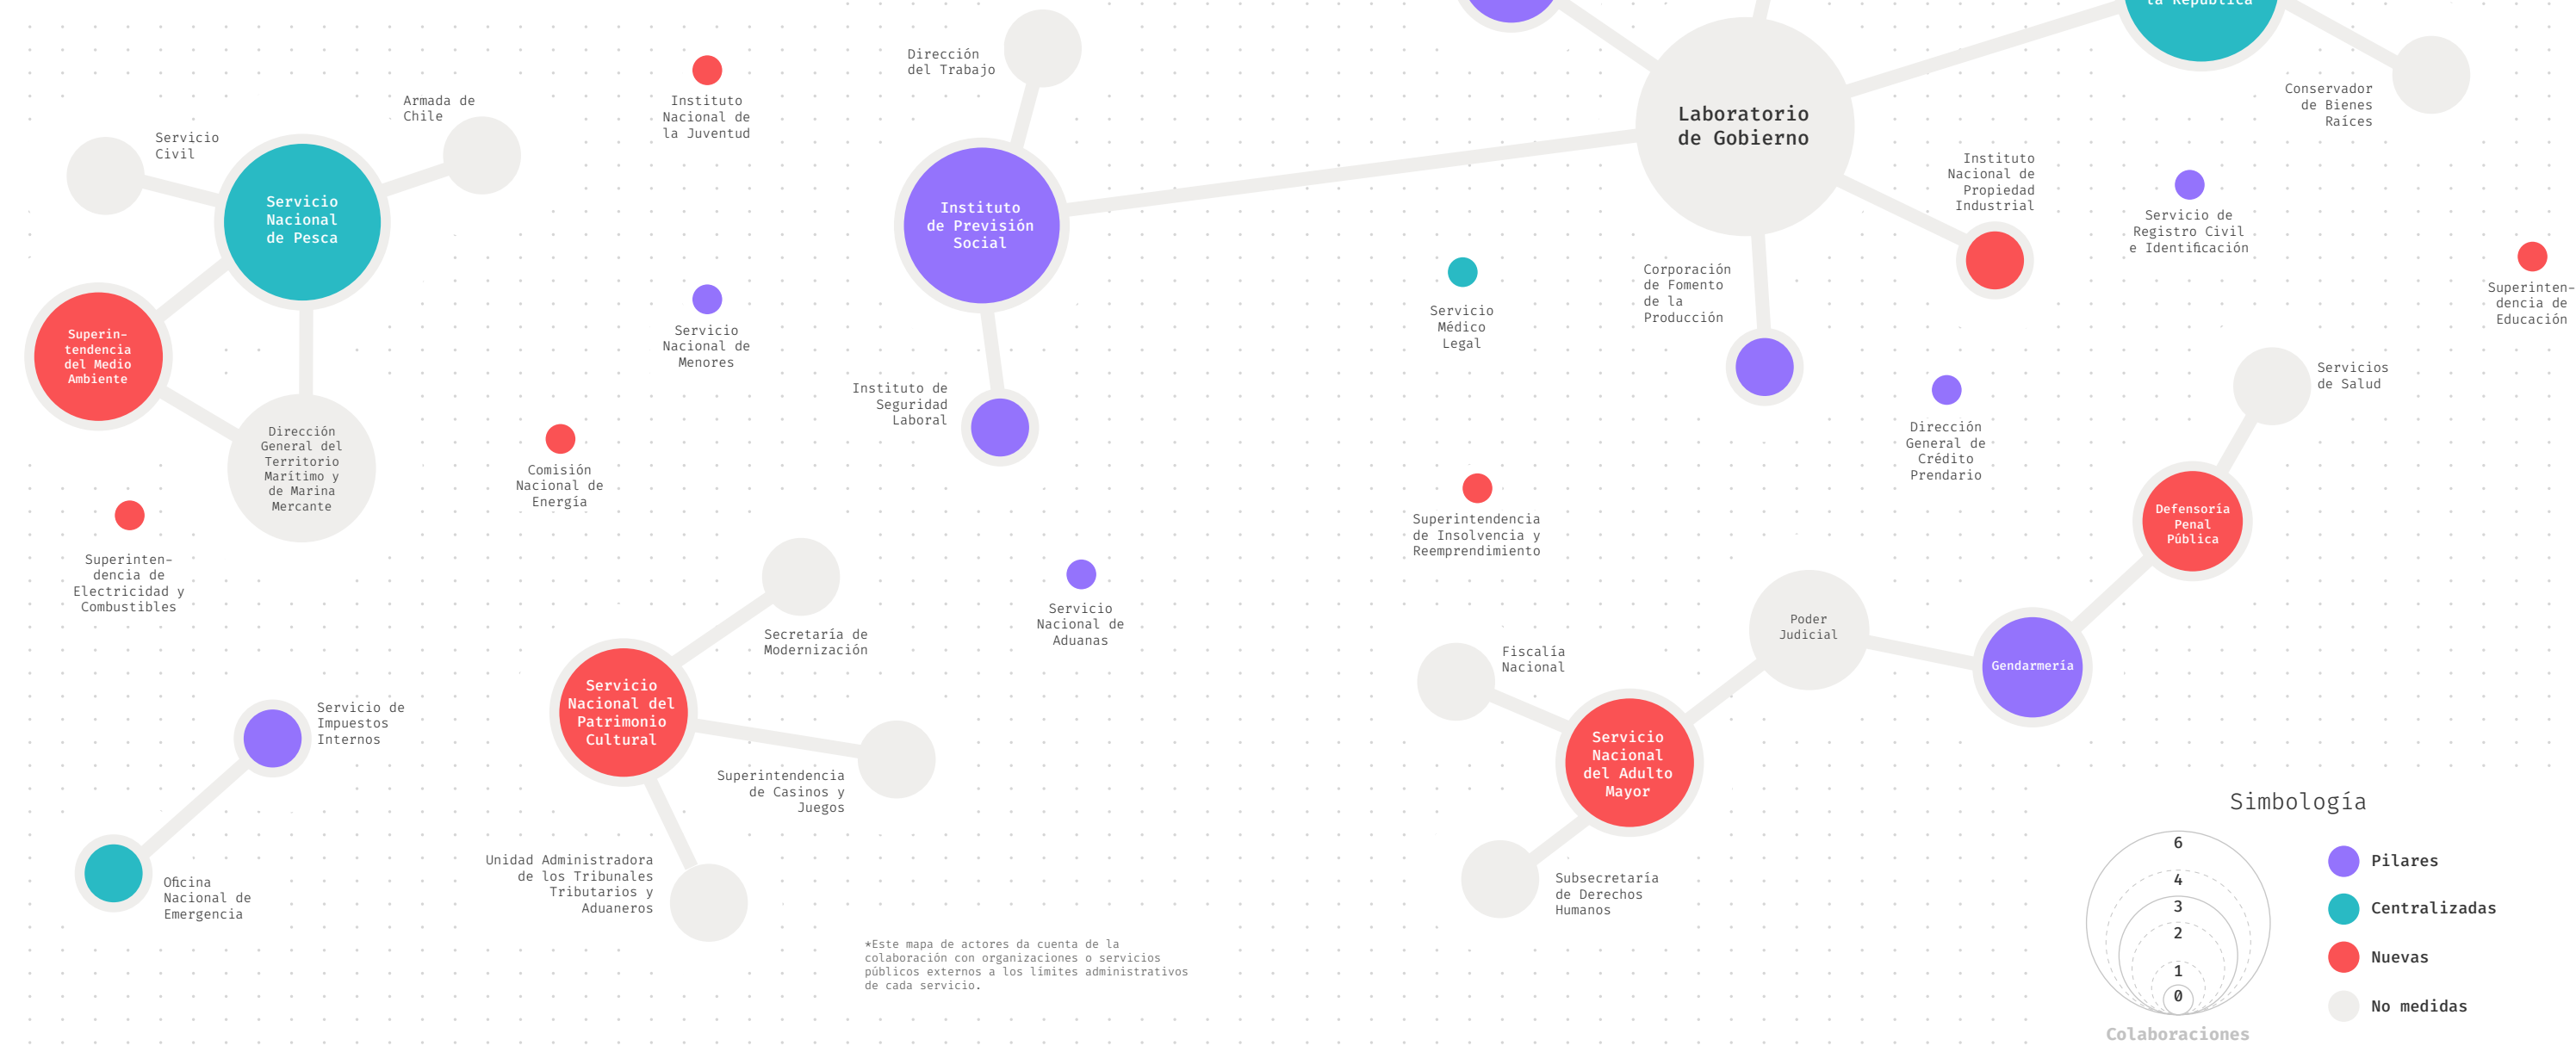 la República
Dirección
del Trabajo
Armada de
Chile
Servicio
Civil
Instituto
Nacional de
la Juventud
Laboratorio
de Gobierno
Conservador
de Bienes
Raíces
Servicio
Nacional
de Pesca
Instituto
de Previsión
Social
Instituto
Nacional de
Propiedad
Industrial
Servicio de
Registro Civil
e Identificación
Superinten-
dencia de
Educación
Corporación
de Fomento
de la
Producción
Servicio
Médico
Legal
Servicio
Nacional de
Menores
Superin-
tendencia
del Medio
Ambiente
Servicios
de Salud
Instituto de
Seguridad
Laboral
Dirección
General de
Crédito
Prendario
Dirección
General del
Territorio
Marítimo y
de Marina
Mercante
Comisión
Nacional de
Energía
Superintendencia
de Insolvencia y
Reemprendimiento
Defensoría
Penal
Pública
Superinten-
dencia de
Electricidad y
Combustibles
Secretaría de
Modernización
Servicio
Nacional de
Aduanas
Poder
Judicial
Fiscalía
Nacional
Gendarmería
Servicio de
Impuestos
Internos
Servicio
Nacional del
Patrimonio
Cultural
Servicio
Nacional
del Adulto
Mayor
Superintendencia
de Casinos y
Juegos
Unidad Administradora
de los Tribunales
Tributarios y
Aduaneros
Oficina
Nacional de
Emergencia
Subsecretaría
de Derechos
Humanos
*Este mapa de actores da cuenta de la
colaboración con organizaciones o servicios
públicos externos a los límites administrativos
de cada servicio.
Simbología
6
4
3
2
1
0
Colaboraciones
Pilares
Centralizadas
Nuevas
No medidas